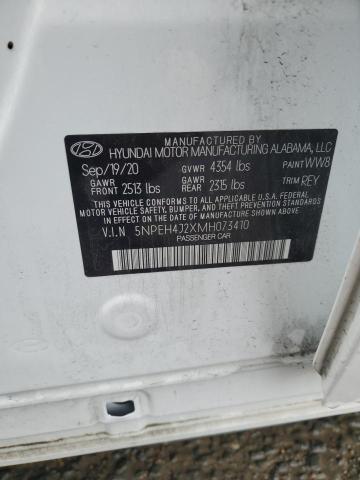 MANUFACTURED BY
HYUNDAI MOTOR MANUFACTURING ALABAMA, LLC
Sep/19/20 GVWR 4354 lbs PAINT WW8
GAWR FRONT 2513 lbs GAWR REAR 2315 lbs TRIM REY
THIS VEHICLE CONFORMS TO ALL APPLICABLE U.S. FEDERAL
MOTOR VEHICLE SAFETY, BUMPER, AND THEFT PREVENTION
STANDARDS IN EFFECT ON THE DATE OF MANUFACTURE
SHOWN ABOVE.
V.I.N 5NPEH4J2XMH073410
PASSENGER CAR